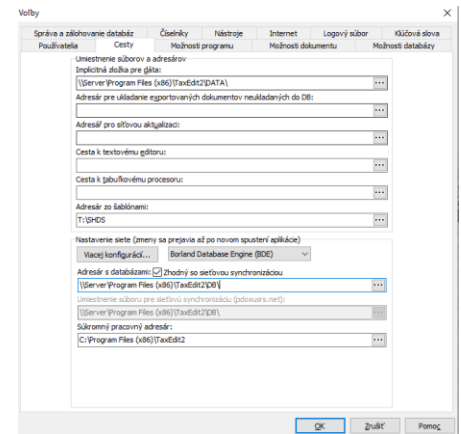 Voľby
Správa a zálohovanie databáz Číselníky Nástroje Internet Logový súbor Kľúčová slova
Používatelia Cesty Možnosti programu Možnosti dokumentu Možnosti databázy
Umiestnenie súborov a adresárov
Implicitná zložka pre dáta:
\\Server\Program Files (x86)\TaxEdit2\DATA\ ...
Adresár pre ukladanie exportovaných dokumentov neukladaných do DB:
...
Adresář pro síťovou aktualizaci:
...
Cesta k textovému editoru:
...
Cesta k tabuľkovému procesoru:
...
Adresár zo šablónami:
T:\SHDS ...
Nastavenie siete (zmeny sa prejavia až po novom spustení aplikácie)
Viacej konfigurácií... Borland Database Engine (BDE)
Adresár s databázami: Zhodný so sieťovou synchronizáciou
\\Server\Program Files (x86)\TaxEdit2\DB\ ...
Umiestnenie súboru pre sieťovú synchronizáciu (pdoxusrs.net):
\\Server\Program Files (x86)\TaxEdit2\DB\ ...
Súkromný pracovný adresár:
C:\Program Files (x86)\TaxEdit2 ...
OK Zrušiť Pomoc